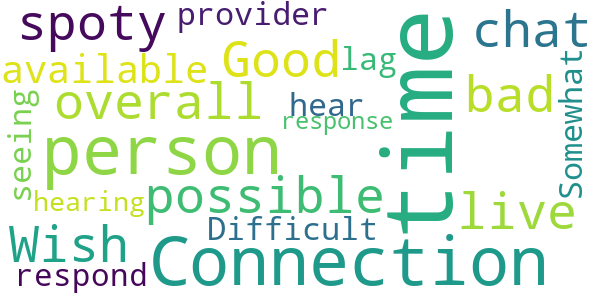 spoty provider
time
chat
available Good lag
Somewhat
seeing
overall hear
bad
response
person
hearing possible
live
Wish Difficult
respond Connection